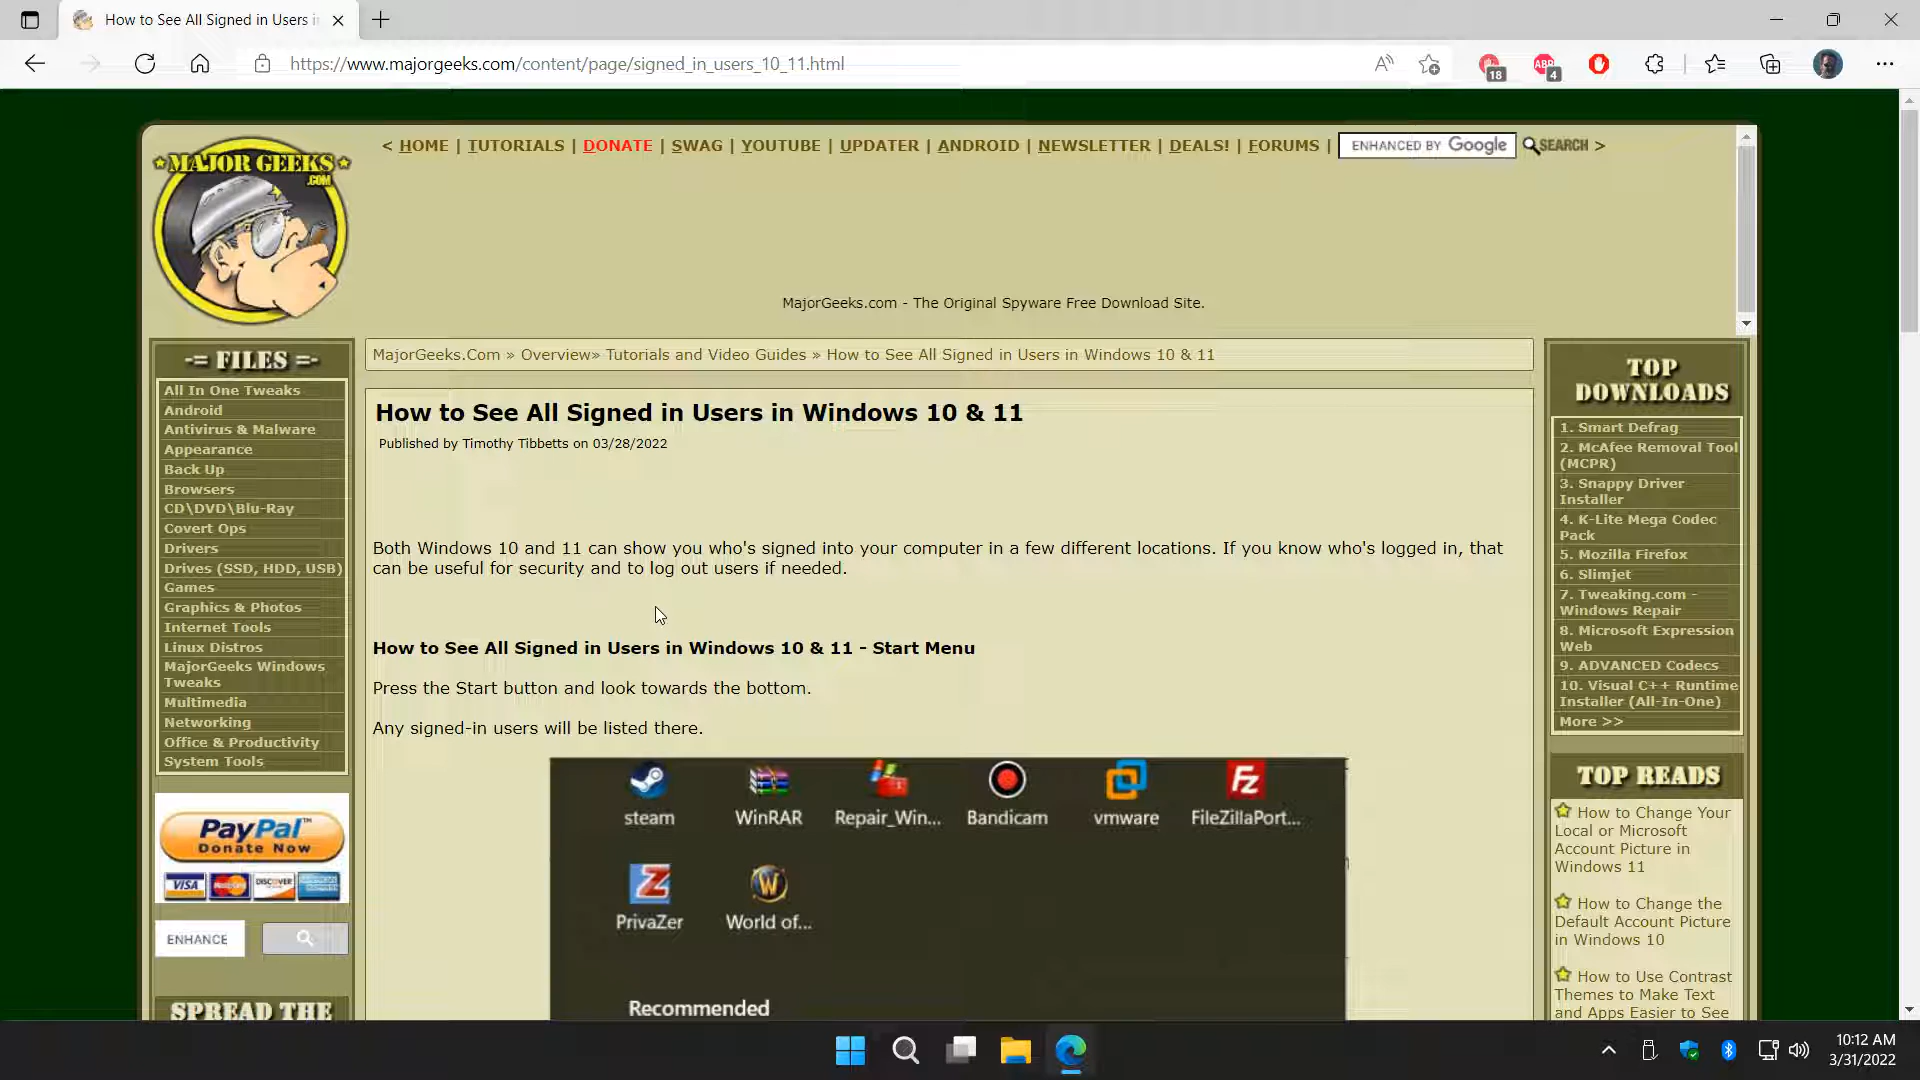 How to See All Signed in Users i
https://www.majorgeeks.com/content/page/signed_in_users_10_11.html
18
ABP
4
< HOME | TUTORIALS | DONATE | SWAG | YOUTUBE | UPDATER | ANDROID | NEWSLETTER | DEALS! | FORUMS | ENHANCED BY Google SEARCH >
MAJOR GEEKS
.COM
MajorGeeks.com - The Original Spyware Free Download Site.
-= FILES =-
All In One Tweaks
Android
Antivirus & Malware
Appearance
Back Up
Browsers
CD\DVD\Blu-Ray
Covert Ops
Drivers
Drives (SSD, HDD, USB)
Games
Graphics & Photos
Internet Tools
Linux Distros
MajorGeeks Windows
Tweaks
Multimedia
Networking
Office & Productivity
System Tools
PayPal™
Donate Now
VISA MasterCard DISCOVER
ENHANCE
SPREAD THE
MajorGeeks.Com » Overview» Tutorials and Video Guides » How to See All Signed in Users in Windows 10 & 11
How to See All Signed in Users in Windows 10 & 11
Published by Timothy Tibbetts on 03/28/2022
Both Windows 10 and 11 can show you who's signed into your computer in a few different locations. If you know who's logged in, that
can be useful for security and to log out users if needed.
How to See All Signed in Users in Windows 10 & 11 - Start Menu
Press the Start button and look towards the bottom.
Any signed-in users will be listed there.
steam WinRAR Repair_Win... Bandicam vmware FileZillaPort...
PrivaZer World of...
Recommended
TOP
DOWNLOADS
1. Smart Defrag
2. McAfee Removal Tool
(MCPR)
3. Snappy Driver
Installer
4. K-Lite Mega Codec
Pack
5. Mozilla Firefox
6. Slimjet
7. Tweaking.com -
Windows Repair
8. Microsoft Expression
Web
9. ADVANCED Codecs
10. Visual C++ Runtime
Installer (All-In-One)
More >>
TOP READS
How to Change Your
Local or Microsoft
Account Picture in
Windows 11
How to Change the
Default Account Picture
in Windows 10
How to Use Contrast
Themes to Make Text
and Apps Easier to See
10:12 AM
3/31/2022